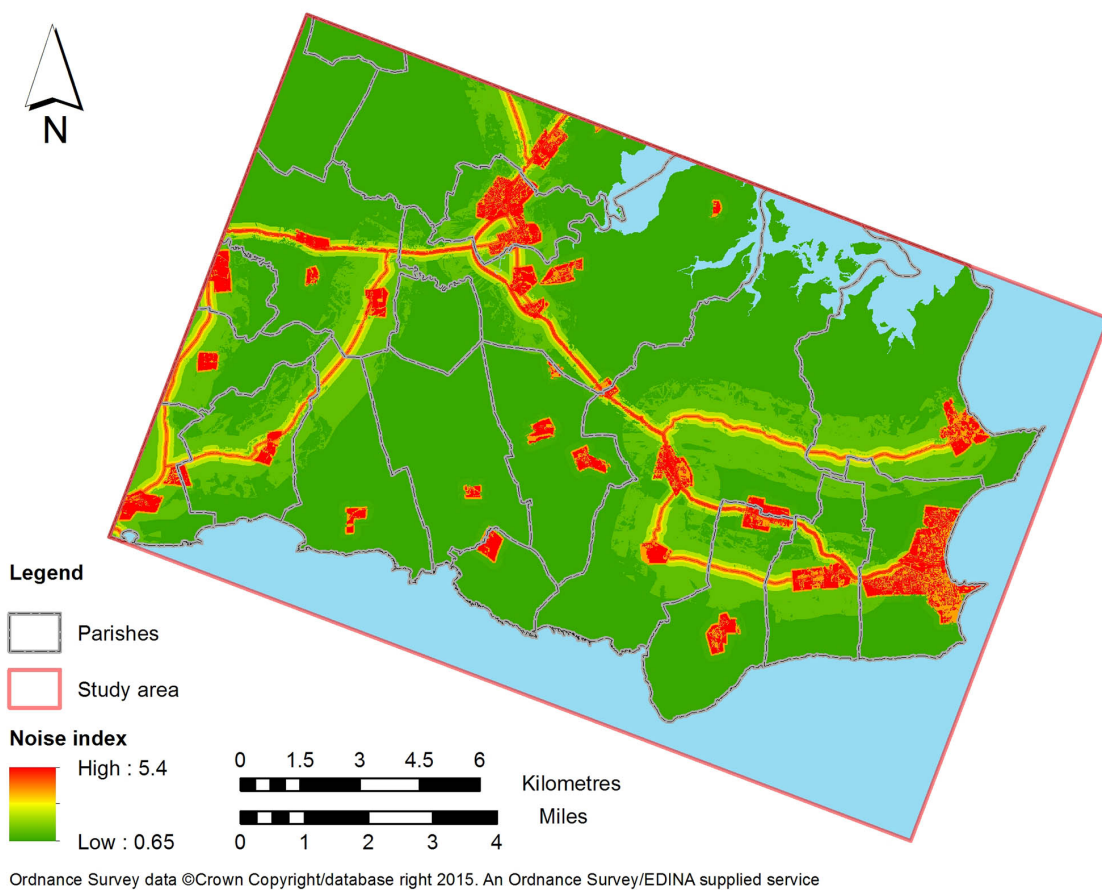 N
Legend
Parishes
Study area
Noise index
High : 5.4
Low : 0.65
0 1.5 3 4.5 6
Kilometres
Miles
0 1 2 3 4
Ordnance Survey data ©Crown Copyright/database right 2015. An Ordnance Survey/EDINA supplied service